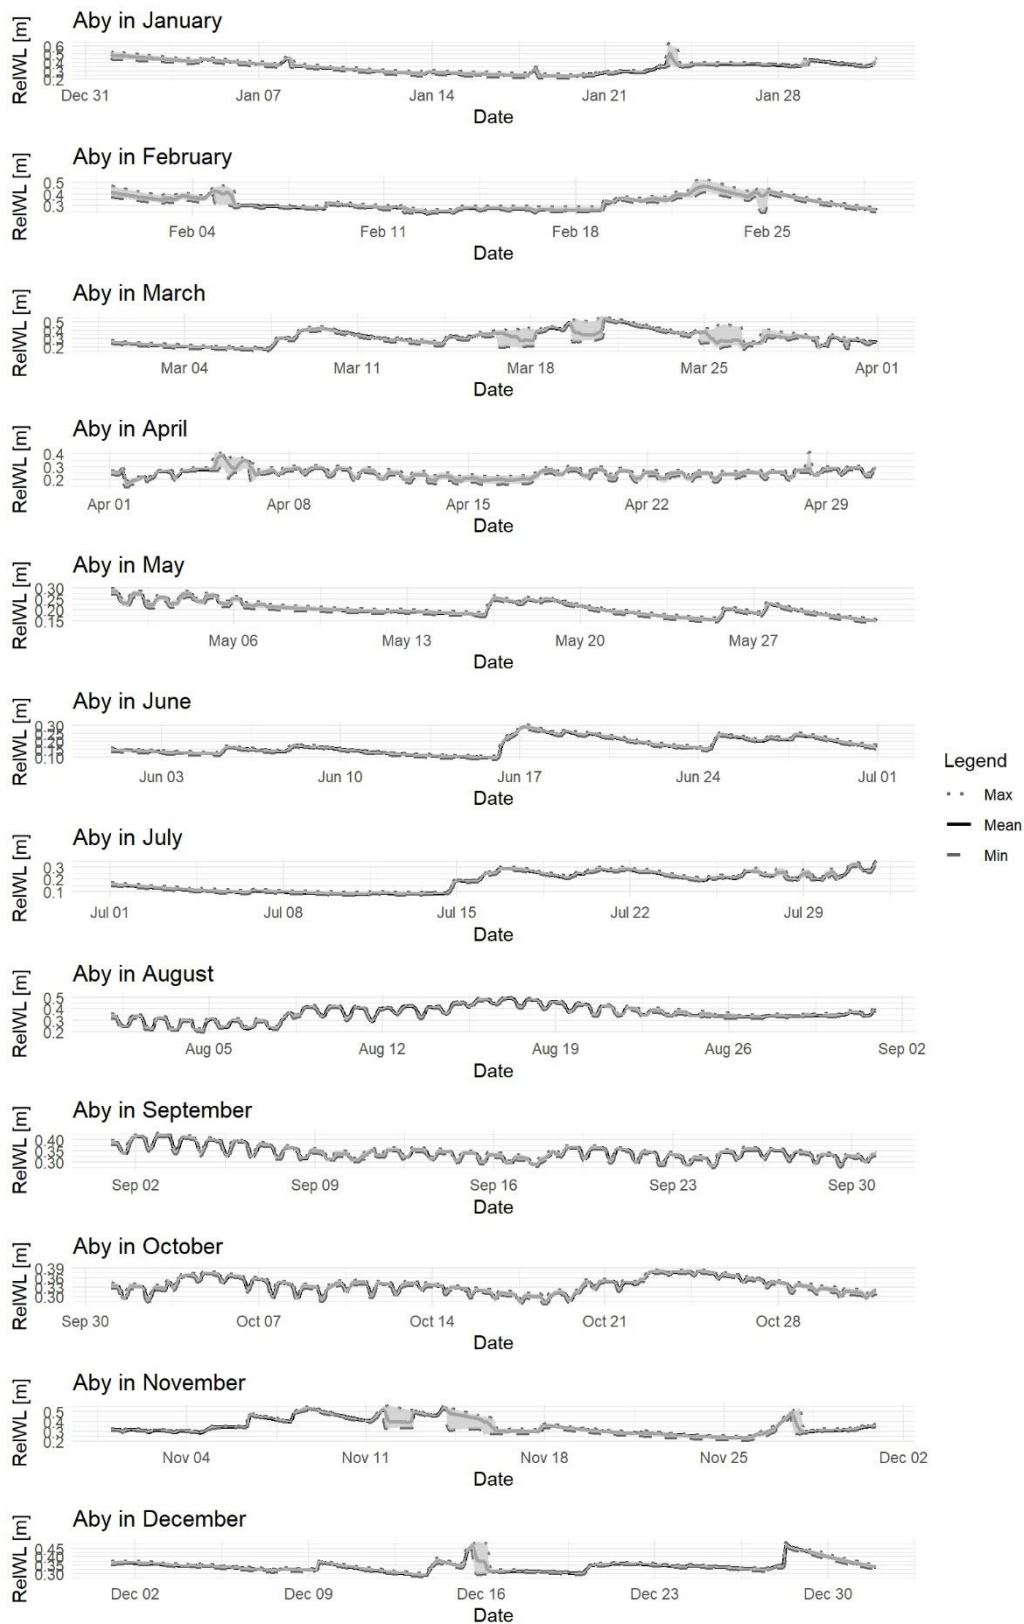 Aby in January
RelWL [m]
0.6
0.5
0.4
0.3
0.2
Dec 31 Jan 07 Jan 14 Jan 21 Jan 28
Date
Aby in February
RelWL [m]
0.5
0.4
0.3
Feb 04 Feb 11 Feb 18 Feb 25
Date
Aby in March
RelWL [m]
0.5
0.4
0.3
0.2
Mar 04 Mar 11 Mar 18 Mar 25 Apr 01
Date
Aby in April
RelWL [m]
0.4
0.3
0.2
Apr 01 Apr 08 Apr 15 Apr 22 Apr 29
Date
Aby in May
RelWL [m]
0.30
0.25
0.20
0.15
May 06 May 13 May 20 May 27
Date
Aby in June
RelWL [m]
0.30
0.25
0.20
0.15
0.10
Jun 03 Jun 10 Jun 17 Jun 24 Jul 01
Date
Legend
Max
Mean
Min
Aby in July
RelWL [m]
0.3
0.2
0.1
Jul 01 Jul 08 Jul 15 Jul 22 Jul 29
Date
Aby in August
RelWL [m]
0.5
0.4
0.3
0.2
Aug 05 Aug 12 Aug 19 Aug 26 Sep 02
Date
Aby in September
RelWL [m]
0.40
0.35
0.30
Sep 02 Sep 09 Sep 16 Sep 23 Sep 30
Date
Aby in October
RelWL [m]
0.39
0.36
0.33
0.30
Sep 30 Oct 07 Oct 14 Oct 21 Oct 28
Date
Aby in November
RelWL [m]
0.5
0.4
0.3
0.2
Nov 04 Nov 11 Nov 18 Nov 25 Dec 02
Date
Aby in December
RelWL [m]
0.45
0.40
0.35
0.30
Dec 02 Dec 09 Dec 16 Dec 23 Dec 30
Date